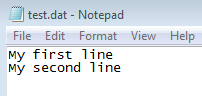 test.dat - Notepad
File Edit Format View Help
My first line
My second line